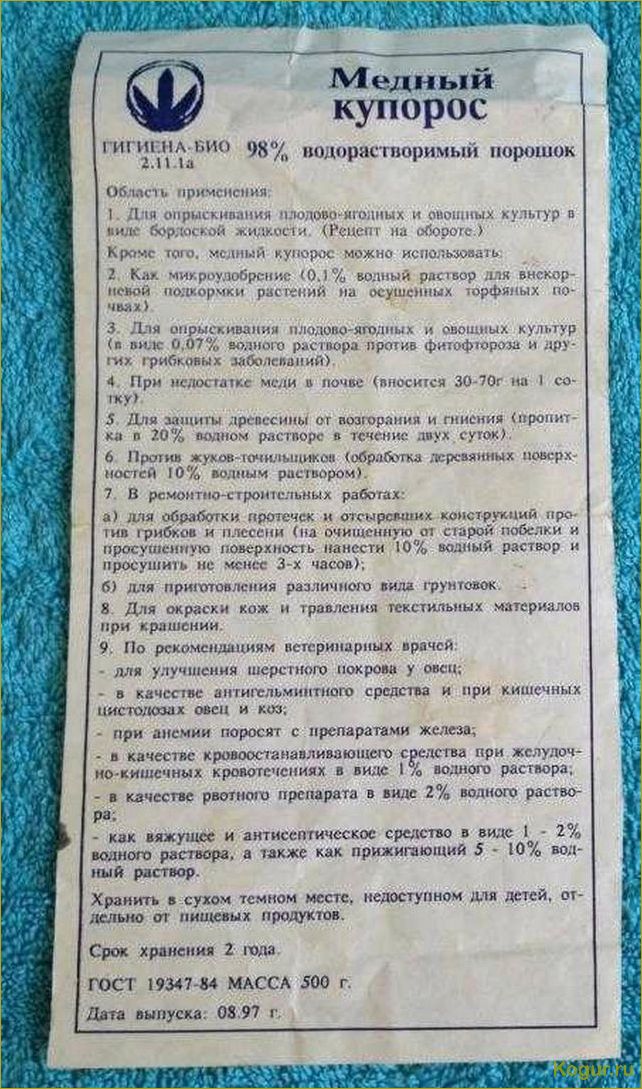 Медный
купорос
ГИГИЕНА-БИО
2.11.1а
98% водорастворимый порошок
Область применения:
1. Для опрыскивания плодово-ягодных и овощных культур в
виде бордоской жидкости. (Рецепт на обороте.)
Кроме того, медный купорос можно использовать:
2. Как микроудобрение (0,1% водный раствор для внекор-
невой подкормки растений на осушенных торфяных по-
чвах).
3. Для опрыскивания плодово-ягодных и овощных культур
(в виде 0,07% водного раствора против фитофтороза и дру-
гих грибковых заболеваний).
4. При недостатке меди в почве (вносится 30-70г на 1 со-
тку).
5. Для защиты древесины от возгорания и гниения (пропит-
ка в 20% водном растворе в течение двух суток).
6. Против жуков-точильщиков (обработка деревянных поверх-
ностей 10% водным раствором).
7. В ремонтно-строительных работах:
а) для обработки протечек и отсыревших конструкций про-
тив грибков и плесени (на очищенную от старой побелки и
просушенную поверхность нанести 10% водный раствор и
просушить не менее 3-х часов);
б) для приготовления различного вида грунтовок.
8. Для окраски кож и травления текстильных материалов
при крашении.
9. По рекомендациям ветеринарных врачей:
- для улучшения шерстного покрова у овец;
- в качестве антигельминтного средства и при кишечных
цистодозах овец и коз;
- при анемии поросят с препаратами железа;
- в качестве кровоостанавливающего средства при желудоч-
но-кишечных кровотечениях в виде 1% водного раствора;
- в качестве рвотного препарата в виде 2% водного раство-
ра;
- как вяжущее и антисептическое средство в виде 1 - 2%
водного раствора, а также как прижигающий 5 - 10% вод-
ный раствор.
Хранить в сухом темном месте, недоступном для детей, от-
дельно от пищевых продуктов.
Срок хранения 2 года.
ГОСТ 19347-84 МАССА 500 г.
Дата выпуска: 08.97 г.
Kogur.ru